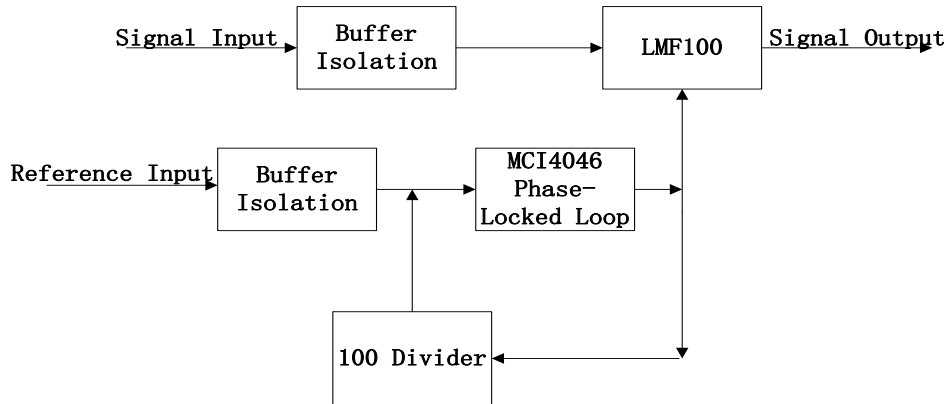 Signal Input
Buffer
Isolation
LMF100
Signal Output
Reference Input
Buffer
Isolation
MCI4046
Phase-
Locked Loop
100 Divider